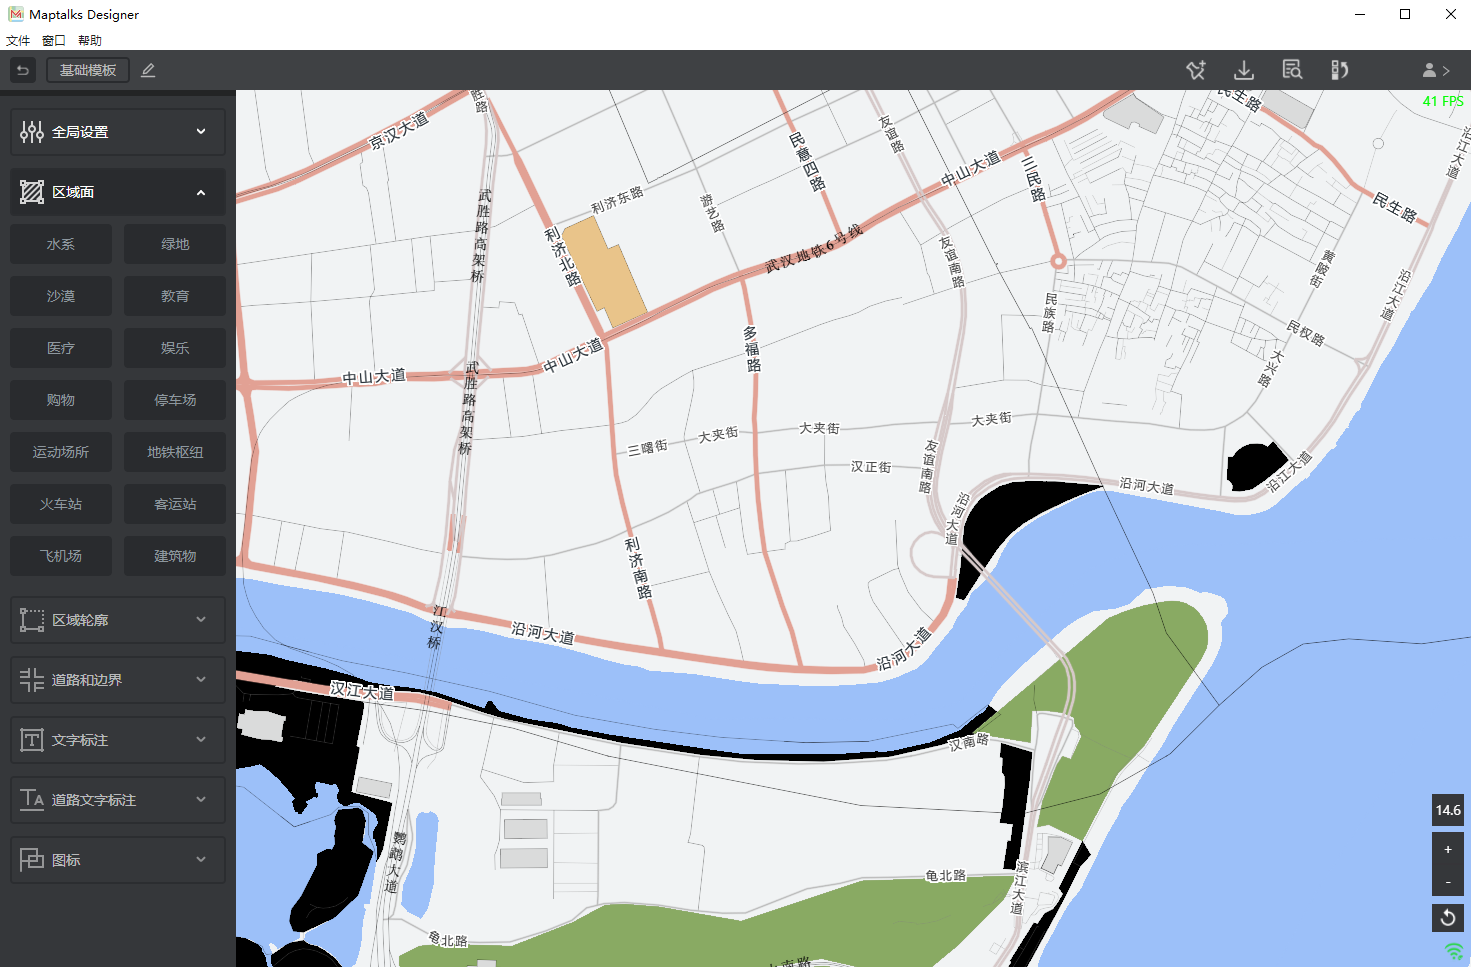 Maptalks Designer
文件 窗口 帮助
基础模板
全局设置
区域面
水系 绿地
沙漠 教育
医疗 娱乐
购物 停车场
运动场所 地铁枢纽
火车站 客运站
飞机场 建筑物
区域轮廓
道路和边界
文字标注
道路文字标注
图标
41 FPS
胜路
京汉大道
友谊路
民生路
沿江大道
民意四路
中山大道
三民路
武胜路高架桥
利济东路
游艺路
民生路
利济北路
武汉地铁6号线
友谊南路
黄陂街
沿江大道
民族路
多福路
民权路
中山大道
中山大道
大兴路
武胜路高架桥
三曙街
大夹街
大夹街
大夹街
汉正街
友谊南路
沿河大道
沿江大道
沿河大道
利济南路
江汉桥
沿河大道
沿河大道
汉江大道
汉南路
14.6
+
-
鹦鹉大道
龟北路
滨江大道
龟北路
南路